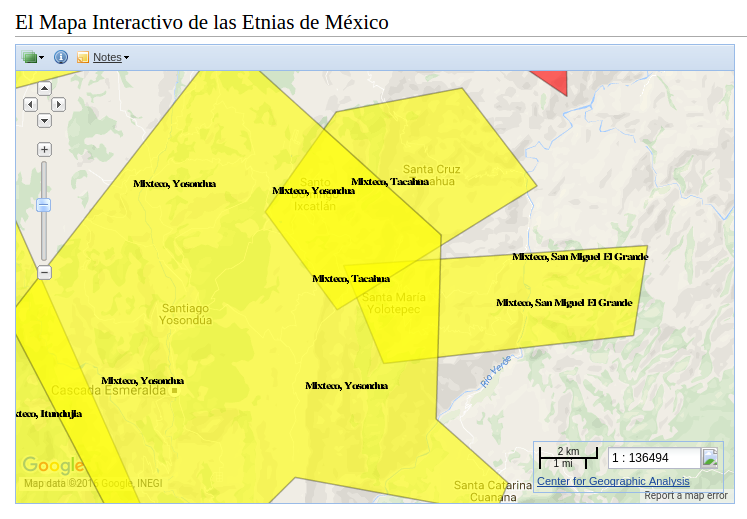 El Mapa Interactivo de las Etnias de México
Notes
Mixteco, Yosondua
Santa Cruz
Mixteco, Tacahua
Mixteco, Yosondua
Ixcatlán
Mixteco, San Miguel El Grande
Mixteco, Tacahua
Santa María
Yolotepec
Mixteco, San Miguel El Grande
Santiago
Yosondúa
Río Verde
Mixteco, Yosondua
Mixteco, Yosondua
Cascada Esmeralda
xteco, Itundujia
2 km
1 mi
1 : 136494
Google
Map data ©201 Google, INEGI
Center for Geographic Analysis
Santa Catarina
Cuanana
Report a map error